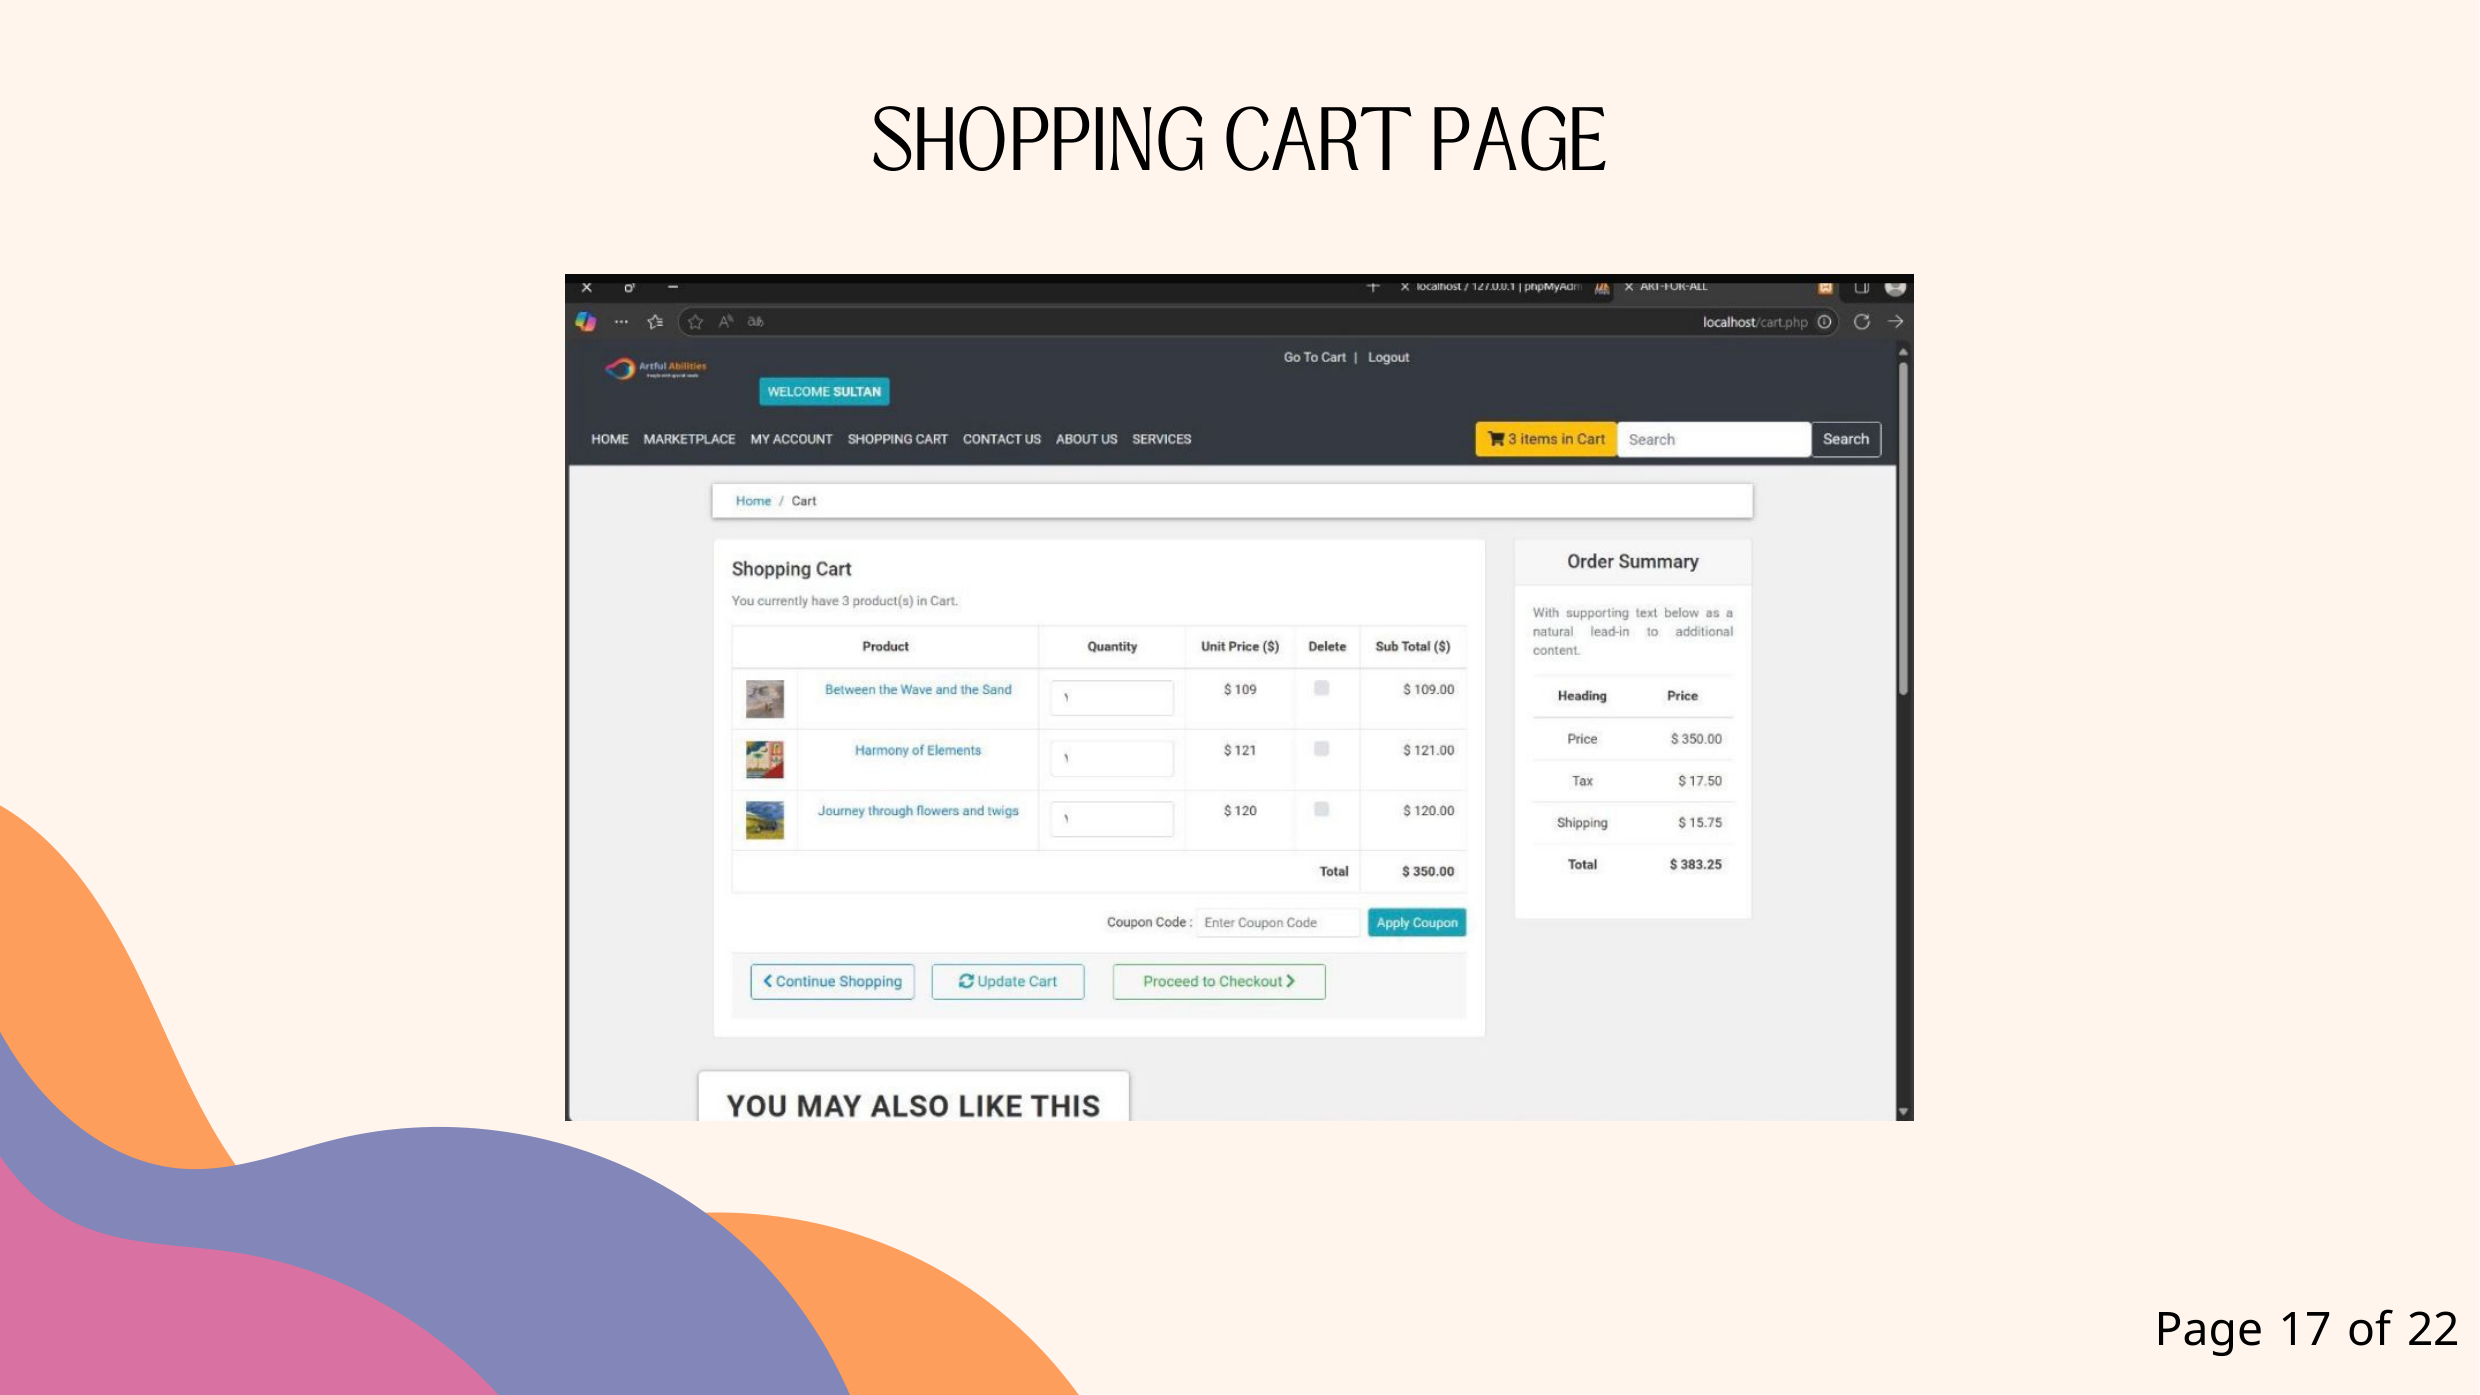 SHOPPING CART PAGE
localhost / 127.0.0.1 | phpMyAdm
ART-FOR-ALL
localhost/cart.php
Artful Abilities
Go To Cart | Logout
WELCOME SULTAN
HOME MARKETPLACE MY ACCOUNT SHOPPING CART CONTACT US ABOUT US SERVICES
3 items in Cart Search Search
Home / Cart
Shopping Cart
You currently have 3 product(s) in Cart.
Product Quantity Unit Price ($) Delete Sub Total ($)
Between the Wave and the Sand ١ $ 109 $ 109.00
Harmony of Elements ١ $ 121 $ 121.00
Journey through flowers and twigs ١ $ 120 $ 120.00
Total $ 350.00
Coupon Code : Enter Coupon Code Apply Coupon
Continue Shopping Update Cart Proceed to Checkout
Order Summary
With supporting text below as a
natural lead-in to additional
content.
Heading Price
Price $ 350.00
Tax $ 17.50
Shipping $ 15.75
Total $ 383.25
YOU MAY ALSO LIKE THIS
Page 17 of 22